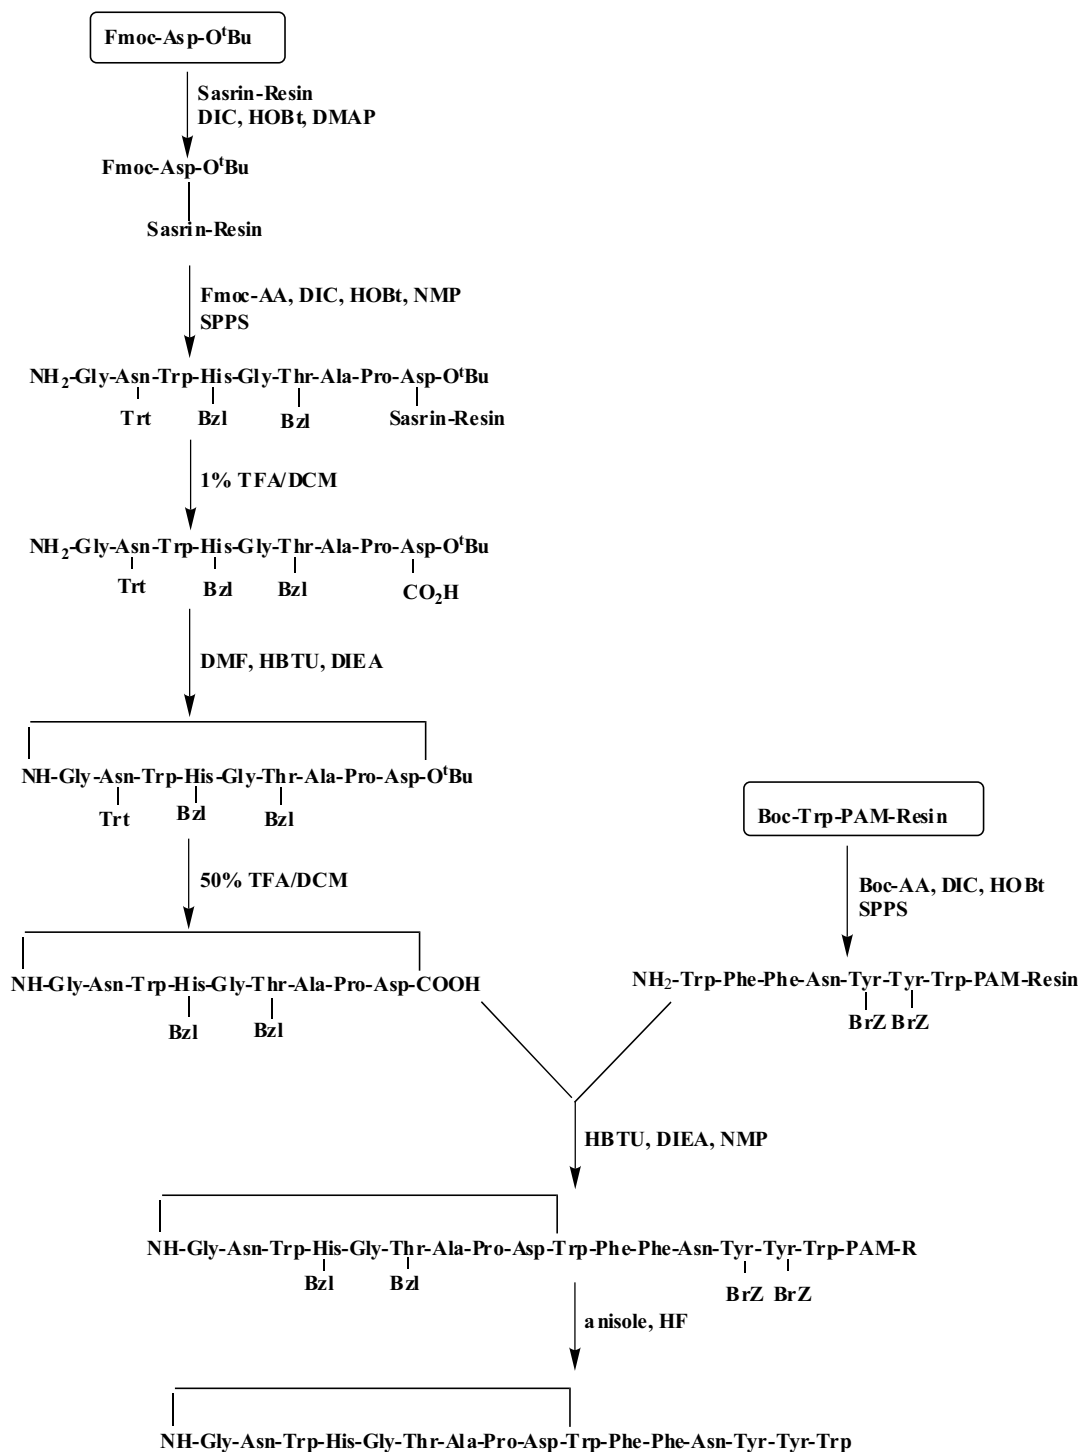 Fmoc-Asp-OᵗBu
Sasrin-Resin
DIC, HOBt, DMAP
Fmoc-Asp-OᵗBu
Sasrin-Resin
Fmoc-AA, DIC, HOBt, NMP
SPPS
NH₂-Gly-Asn-Trp-His-Gly-Thr-Ala-Pro-Asp-OᵗBu
Trt Bzl Bzl Sasrin-Resin
1% TFA/DCM
NH₂-Gly-Asn-Trp-His-Gly-Thr-Ala-Pro-Asp-OᵗBu
Trt Bzl Bzl CO₂H
DMF, HBTU, DIEA
NH-Gly-Asn-Trp-His-Gly-Thr-Ala-Pro-Asp-OᵗBu
Trt Bzl Bzl
50% TFA/DCM
NH-Gly-Asn-Trp-His-Gly-Thr-Ala-Pro-Asp-COOH
Bzl Bzl
Boc-Trp-PAM-Resin
Boc-AA, DIC, HOBt
SPPS
NH₂-Trp-Phe-Phe-Asn-Tyr-Tyr-Trp-PAM-Resin
BrZ BrZ
HBTU, DIEA, NMP
NH-Gly-Asn-Trp-His-Gly-Thr-Ala-Pro-Asp-Trp-Phe-Phe-Asn-Tyr-Tyr-Trp-PAM-R
Bzl Bzl BrZ BrZ
anisole, HF
NH-Gly-Asn-Trp-His-Gly-Thr-Ala-Pro-Asp-Trp-Phe-Phe-Asn-Tyr-Tyr-Trp